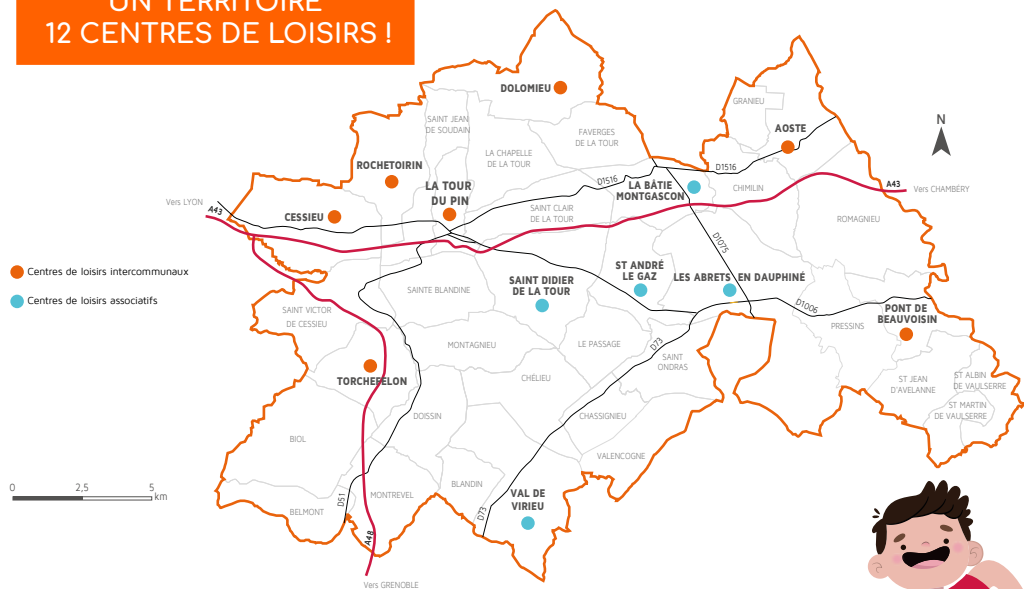 UN TERRITOIRE
12 CENTRES DE LOISIRS !
DOLOMIEU
GRANIEU
SAINT JEAN
DE SOUDAIN
FAVERGES
DE LA TOUR
AOSTE
N
LA CHAPELLE
DE LA TOUR
ROCHETOIRIN
D1516
D1516
LA TOUR
DU PIN
LA BÂTIE
MONTGASCON
CHIMILIN
A43
Vers CHAMBÉRY
Vers LYON
A43
CESSIEU
SAINT CLAIR
DE LA TOUR
ROMAGNIEU
D1075
Centres de loisirs intercommunaux
Centres de loisirs associatifs
ST ANDRÉ
LE GAZ
LES ABRETS EN DAUPHINÉ
SAINT DIDIER
DE LA TOUR
SAINTE BLANDINE
D1006
PONT DE
BEAUVOISIN
SAINT VICTOR
DE CESSIEU
PRESSINS
MONTAGNIEU
LE PASSAGE
D73
SAINT
ONDRAS
TORCHEFELON
CHÉLIEU
ST JEAN
D'AVELANNE
ST ALBIN
DE VAULSERRE
ST MARTIN
DE VAULSERRE
DOISSIN
CHASSIGNIEU
BIOL
VALENCOGNE
0 2,5 5
km
BLANDIN
MONTREVEL
D51
VAL DE
VIRIEU
BELMONT
D73
A48
Vers GRENOBLE